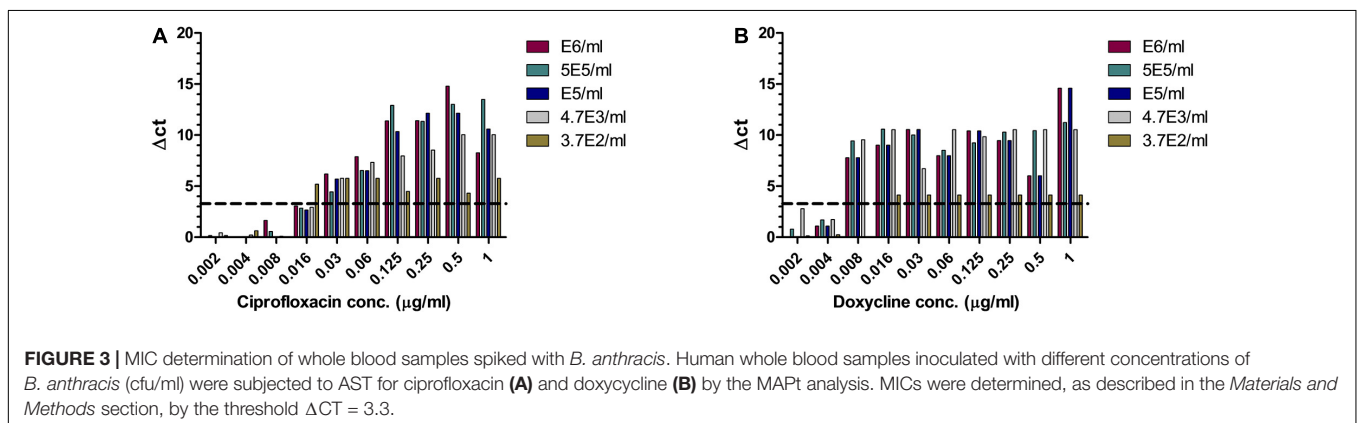 A
20
15
10
5
0
Δct
0.002
0.004
0.008
0.016
0.03
0.06
0.125
0.25
0.5
1
Ciprofloxacin conc. (μg/ml)
E6/ml
5E5/ml
E5/ml
4.7E3/ml
3.7E2/ml
B
20
15
10
5
0
Δct
0.002
0.004
0.008
0.016
0.03
0.06
0.125
0.25
0.5
1
Doxycline conc. (μg/ml)
E6/ml
5E5/ml
E5/ml
4.7E3/ml
3.7E2/ml
FIGURE 3 | MIC determination of whole blood samples spiked with B. anthracis. Human whole blood samples inoculated with different concentrations of
B. anthracis (cfu/ml) were subjected to AST for ciprofloxacin (A) and doxycycline (B) by the MAPt analysis. MICs were determined, as described in the Materials and
Methods section, by the threshold ΔCT = 3.3.